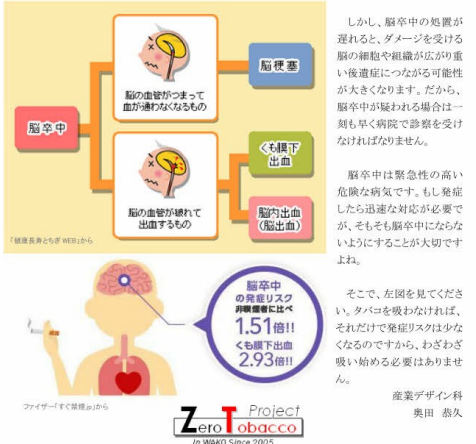 脳卒中
脳の血管がつまって
血が通わなくなるもの
脳梗塞
脳の血管が破れて
出血するもの
くも膜下
出血
脳内出血
(脳出血)
「健康長寿とちぎWEB」から
脳卒中
の発症リスク
非喫煙者に比べ
1.51倍!!
くも膜下出血
2.93倍!!
ファイザー「すぐ禁煙.jp」から
しかし、脳卒中の処置が
遅れると、ダメージを受ける
脳の細胞や組織が広がり重
い後遺症につながる可能性
が大きくなります。だから、
脳卒中が疑われる場合は一
刻も早く病院で診察を受け
なければなりません。
脳卒中は緊急性の高い
危険な病気です。もし発症
したら迅速な対応が必要で
が、そもそも脳卒中にならな
いようにすることが大切です
よね。
そこで、左図を見てくださ
い。タバコを吸わなければ、
それだけで発症リスクは少な
くなるのですから、わざわざ
吸い始める必要はありませ
ん。
産業デザイン科
奥田 恭久
Zero Tobacco Project
In WAKO Since 2005